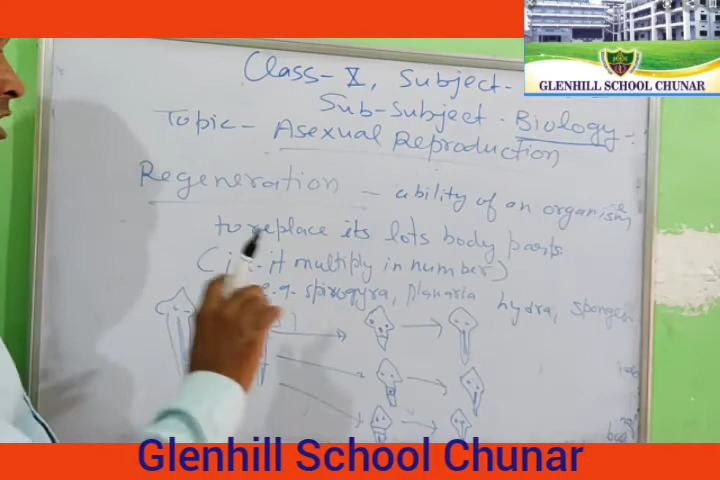 GLENHILL SCHOOL CHUNAR
Class-X, Subject-
Sub-Subject. Biology-
Topic- Asexual Reproduction
Regeneration - ability of an organism
to replace its lots body parts
(i.e. it multiply in number)
e.g. spirogyra, planaria hydra, sponges
Glenhill School Chunar